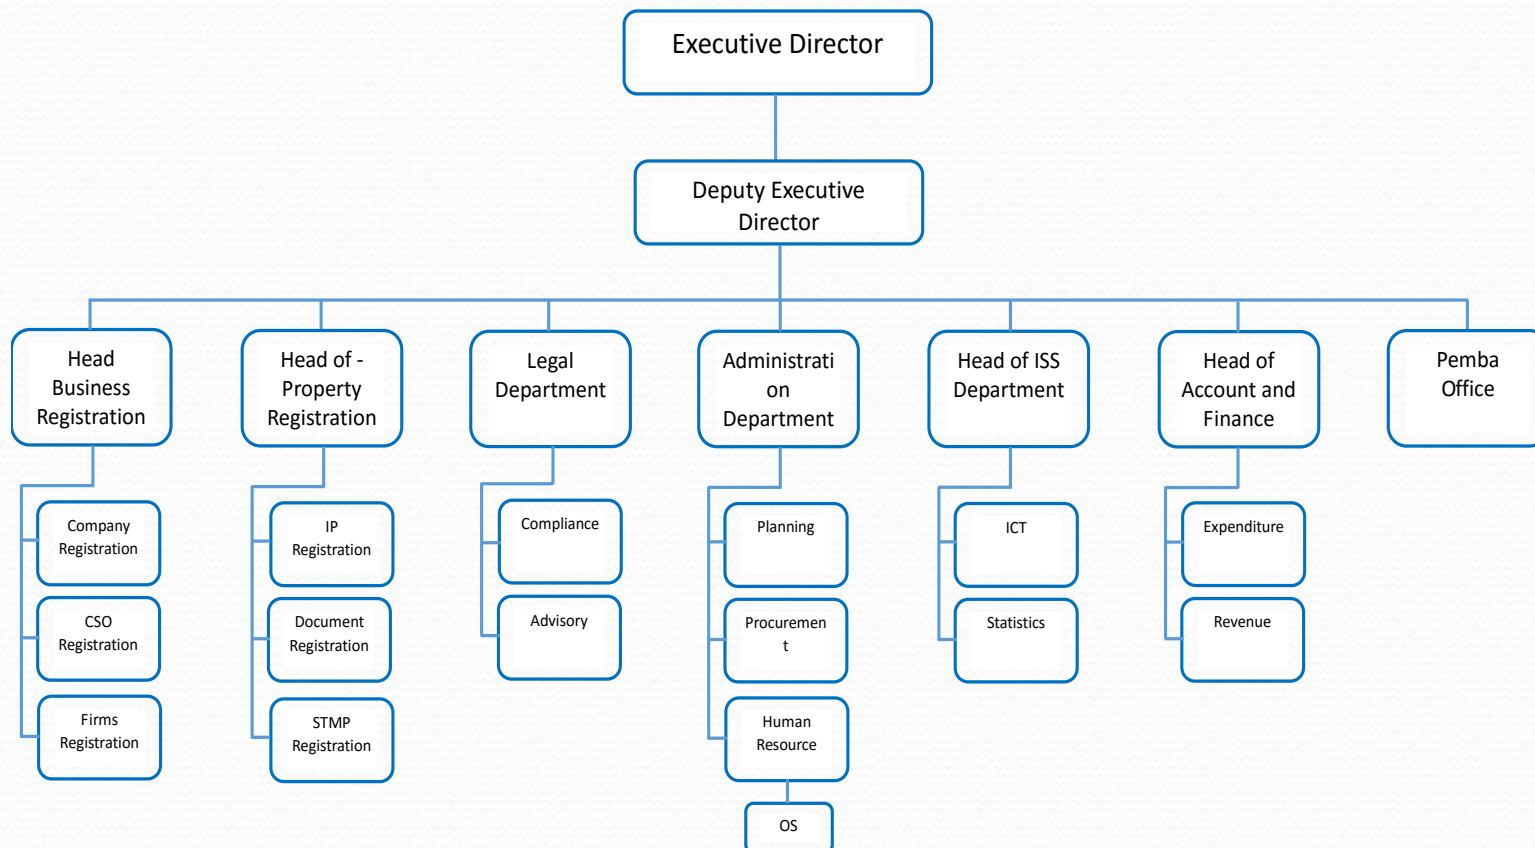 Executive Director
Deputy Executive
Director
Head
Business
Registration
Head of -
Property
Registration
Legal
Department
Administrati
on
Department
Head of ISS
Department
Head of
Account and
Finance
Pemba
Office
Company
Registration
CSO
Registration
Firms
Registration
IP
Registration
Document
Registration
STMP
Registration
Compliance
Advisory
Planning
Procuremen
t
Human
Resource
OS
ICT
Statistics
Expenditure
Revenue